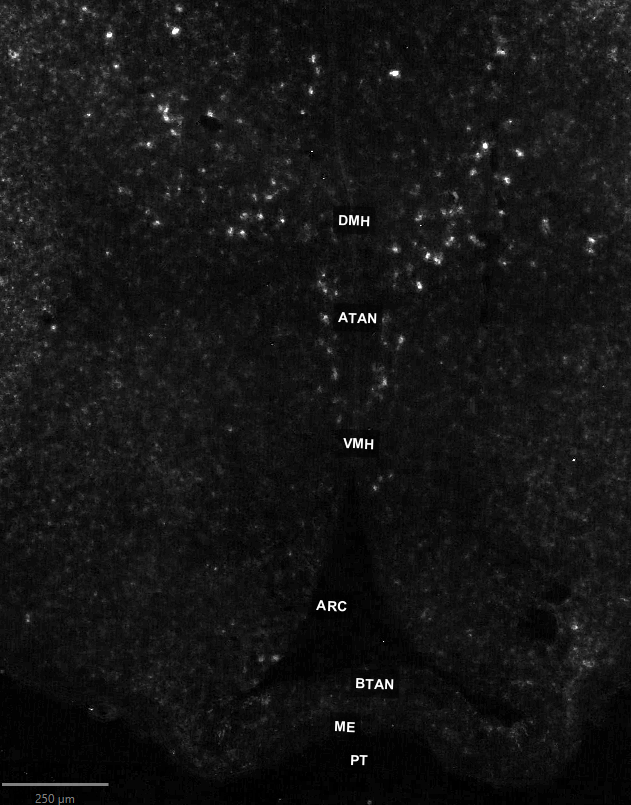 DMH
ATAN
VMH
ARC
BTAN
ME
PT
250 µm